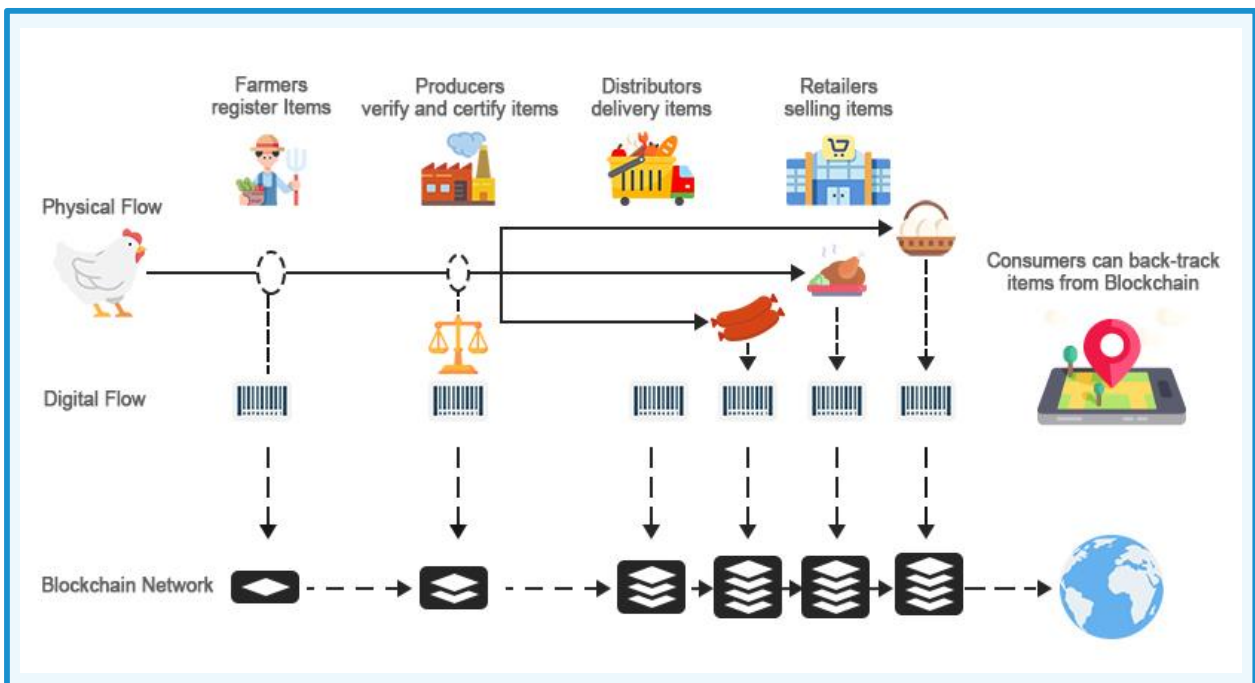 Farmers
register Items
Producers
verify and certify items
Distributors
delivery items
Retailers
selling items
Physical Flow
Consumers can back-track
items from Blockchain
Digital Flow
Blockchain Network